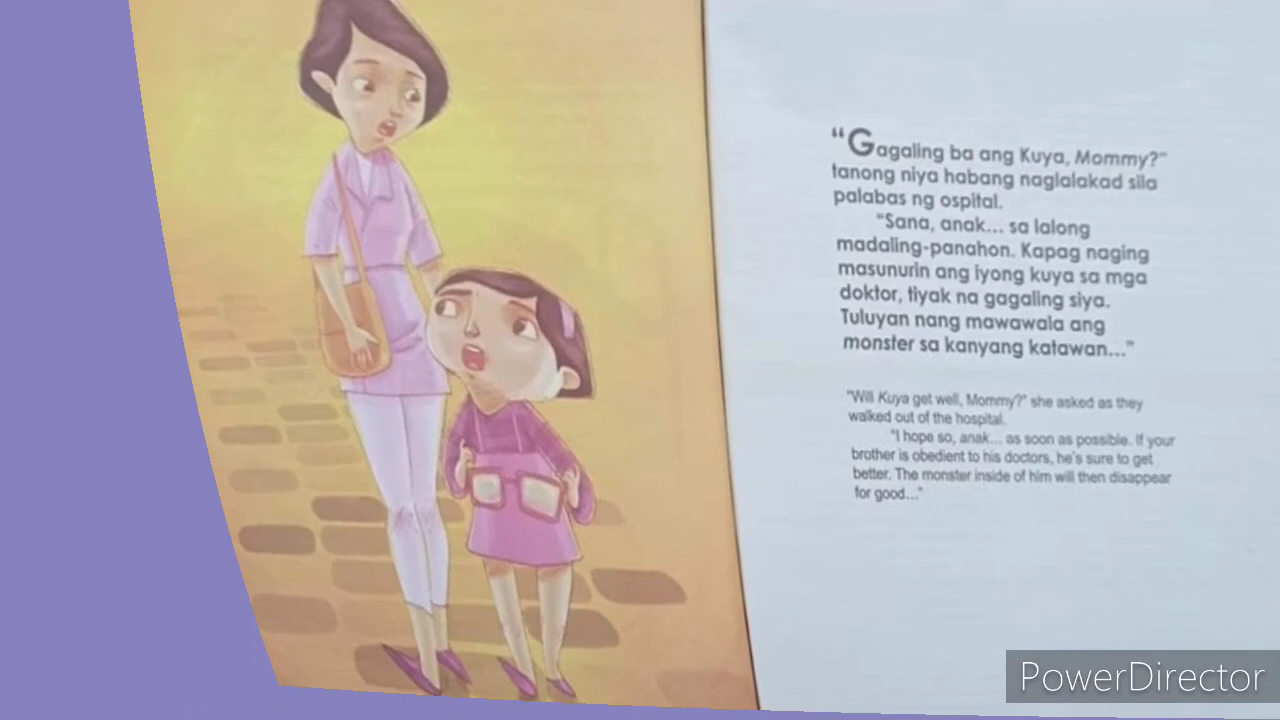 “Gagaling ba ang Kuya, Mommy?”
tanong niya habang naglalakad sila
palabas ng ospital.
“Sana, anak... sa lalong
madaling-panahon. Kapag naging
masunurin ang iyong kuya sa mga
doktor, tiyak na gagaling siya.
Tuluyan nang mawawala ang
monster sa kanyang katawan...”
"Will Kuya get well, Mommy?" she asked as they
walked out of the hospital.
"I hope so, anak... as soon as possible. If your
brother is obedient to his doctors, he's sure to get
better. The monster inside of him will then disappear
for good..."
PowerDirector